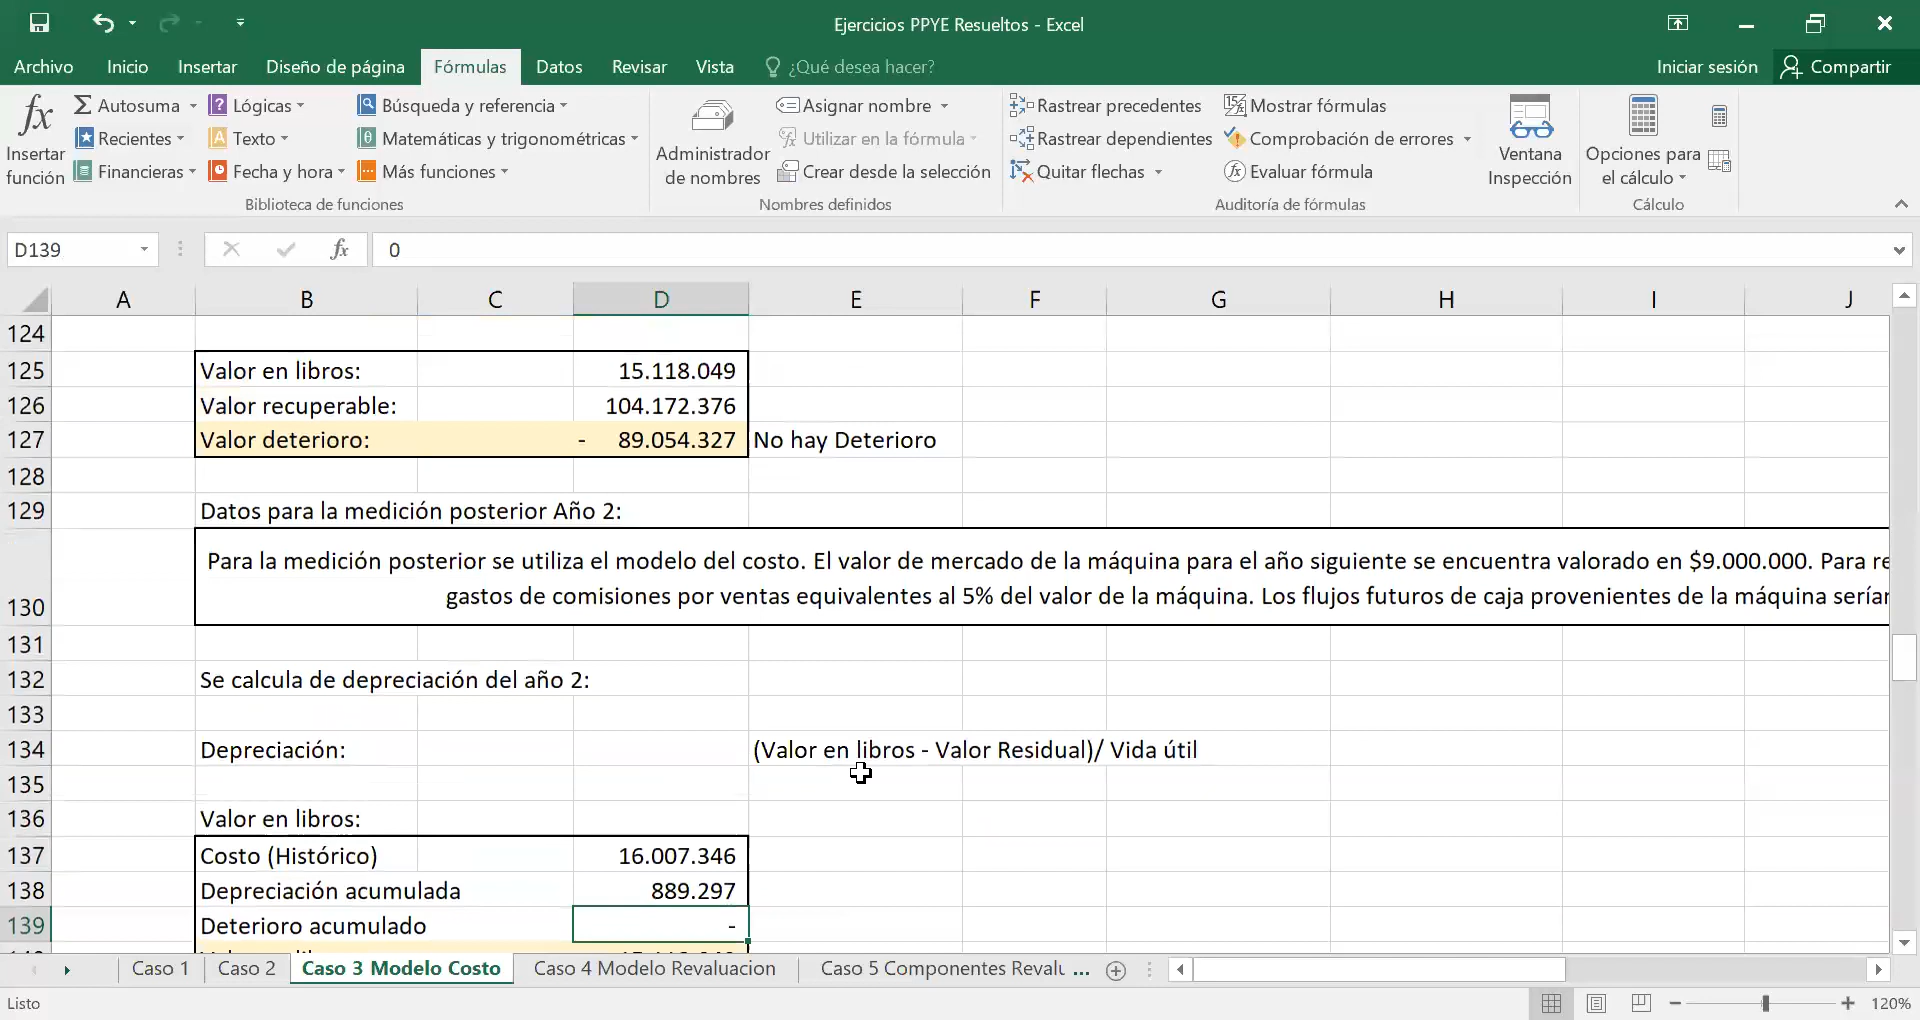 Ejercicios PPYE Resueltos - Excel
Archivo Inicio Insertar Diseño de página Fórmulas Datos Revisar Vista ¿Qué desea hacer? Iniciar sesión Compartir
Insertar función
Autosuma
Recientes
Financieras
Lógicas
Texto
Fecha y hora
Búsqueda y referencia
Matemáticas y trigonométricas
Más funciones
Biblioteca de funciones
Administrador de nombres
Asignar nombre
Utilizar en la fórmula
Crear desde la selección
Nombres definidos
Rastrear precedentes
Rastrear dependientes
Quitar flechas
Mostrar fórmulas
Comprobación de errores
Evaluar fórmula
Auditoría de fórmulas
Ventana Inspección
Opciones para el cálculo
Cálculo
D139 fx 0
A B C D E F G H I J
124
125 Valor en libros: 15.118.049
126 Valor recuperable: 104.172.376
127 Valor deterioro: - 89.054.327 No hay Deterioro
128
129 Datos para la medición posterior Año 2:
Para la medición posterior se utiliza el modelo del costo. El valor de mercado de la máquina para el año siguiente se encuentra valorado en $9.000.000. Para re
130 gastos de comisiones por ventas equivalentes al 5% del valor de la máquina. Los flujos futuros de caja provenientes de la máquina serían
131
132 Se calcula de depreciación del año 2:
133
134 Depreciación: (Valor en libros - Valor Residual)/ Vida útil
135
136 Valor en libros:
137 Costo (Histórico) 16.007.346
138 Depreciación acumulada 889.297
139 Deterioro acumulado -
Caso 1 Caso 2 Caso 3 Modelo Costo Caso 4 Modelo Revaluacion Caso 5 Componentes Revalu ...
Listo 120%